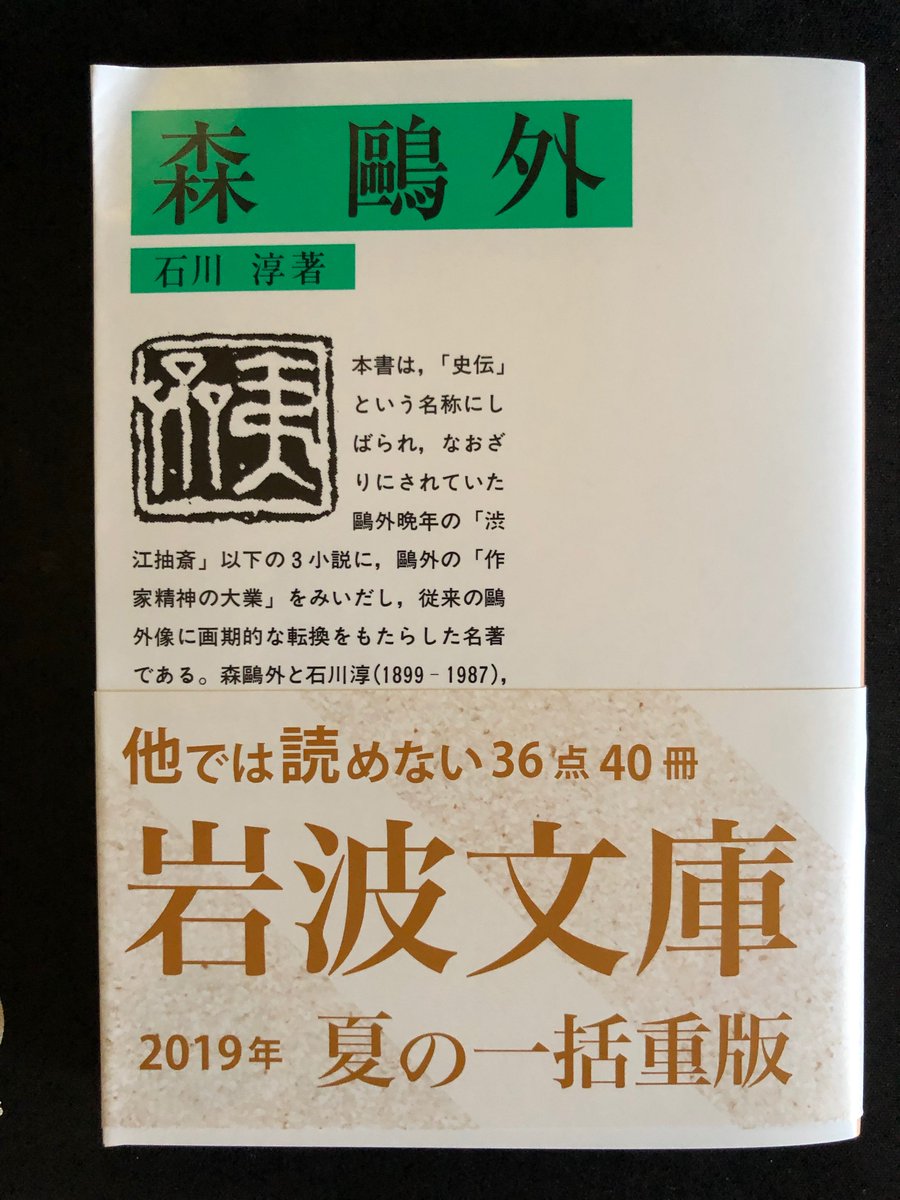 森 鷗 外
石川 淳著
本書は，「史伝」
という名称にし
ばられ，なおざ
りにされていた
鷗外晩年の「渋
江抽斎」以下の3小説に，鷗外の「作
家精神の大業」をみいだし，従来の鷗
外像に画期的な転換をもたらした名著
である。森鷗外と石川淳(1899‐1987)，
他では読めない36点40冊
岩波文庫
2019年 夏の一括重版